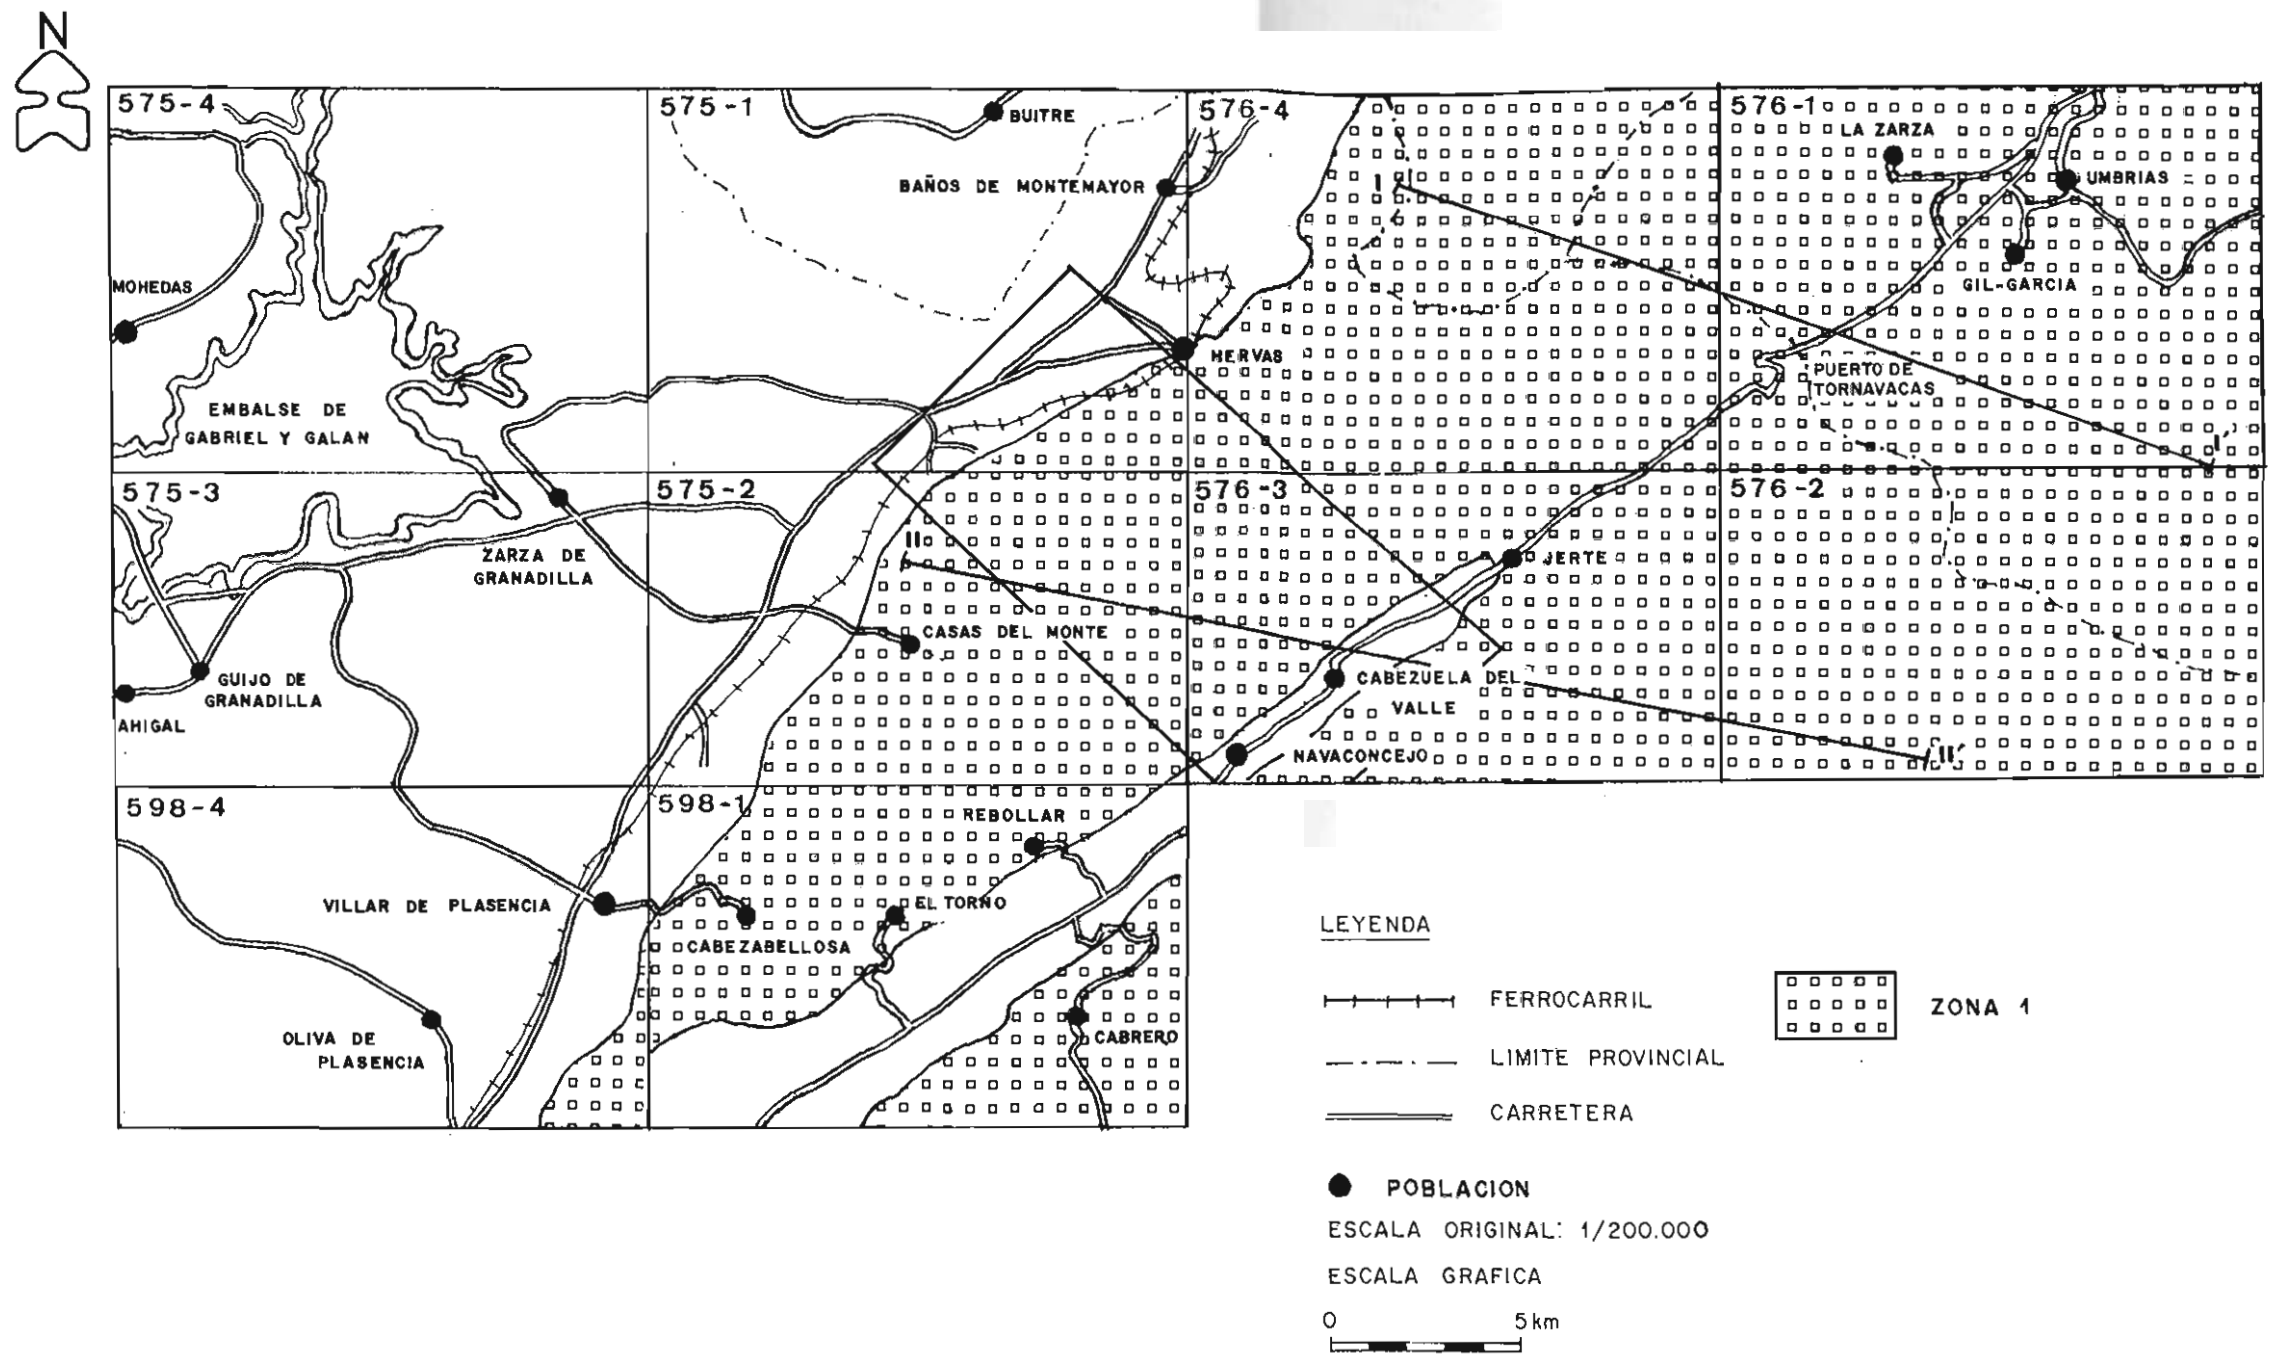 N
575-4
575-1
576-4
576-1
BUITRE
LA ZARZA
BAÑOS DE MONTEMAYOR
I
UMBRIAS
MOHEDAS
GIL-GARCIA
HERVAS
PUERTO DE
TORNAVACAS
EMBALSE DE
GABRIEL Y GALAN
I'
575-3
575-2
576-3
576-2
II
ZARZA DE
GRANADILLA
JERTE
CASAS DEL MONTE
GUIJO DE
GRANADILLA
CABEZUELA DEL
VALLE
AHIGAL
NAVACONCEJO
II'
598-4
598-1
REBOLLAR
VILLAR DE PLASENCIA
EL TORNO
CABEZABELLOSA
OLIVA DE
PLASENCIA
CABRERO
LEYENDA
FERROCARRIL
ZONA 1
LIMITE PROVINCIAL
CARRETERA
POBLACION
ESCALA ORIGINAL: 1/200.000
ESCALA GRAFICA
0 5 km